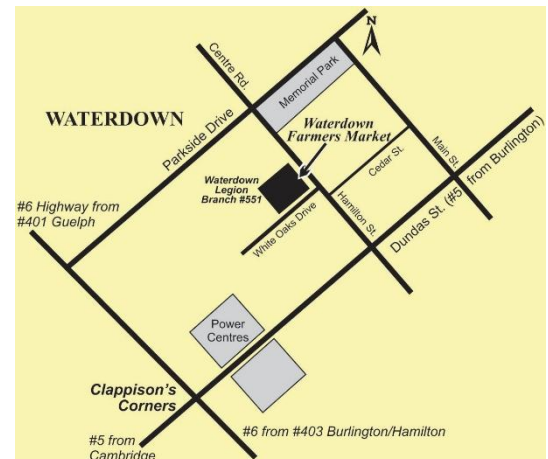 N
Centre Rd.
Memorial Park
WATERDOWN
Parkside Drive
Waterdown
Farmers Market
Main St.
Cedar St.
Waterdown
Legion
Branch #551
Hamilton St.
Dundas St. (#5 from Burlington)
White Oaks Drive
#6 Highway from
#401 Guelph
Power
Centres
Clappison's
Corners
#6 from #403 Burlington/Hamilton
#5 from
Cambridge